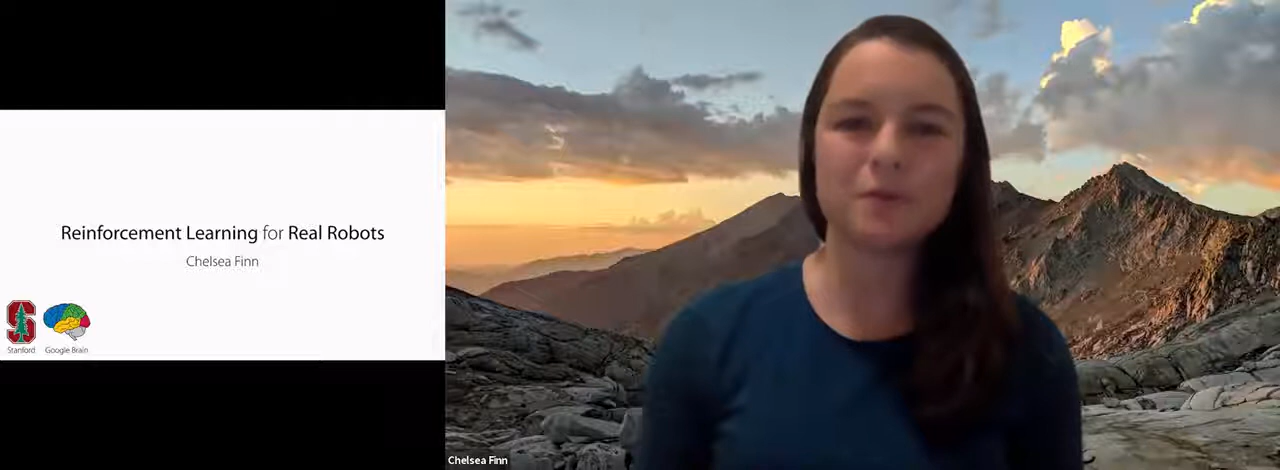 Reinforcement Learning for Real Robots
Chelsea Finn
Stanford
Google Brain
Chelsea Finn